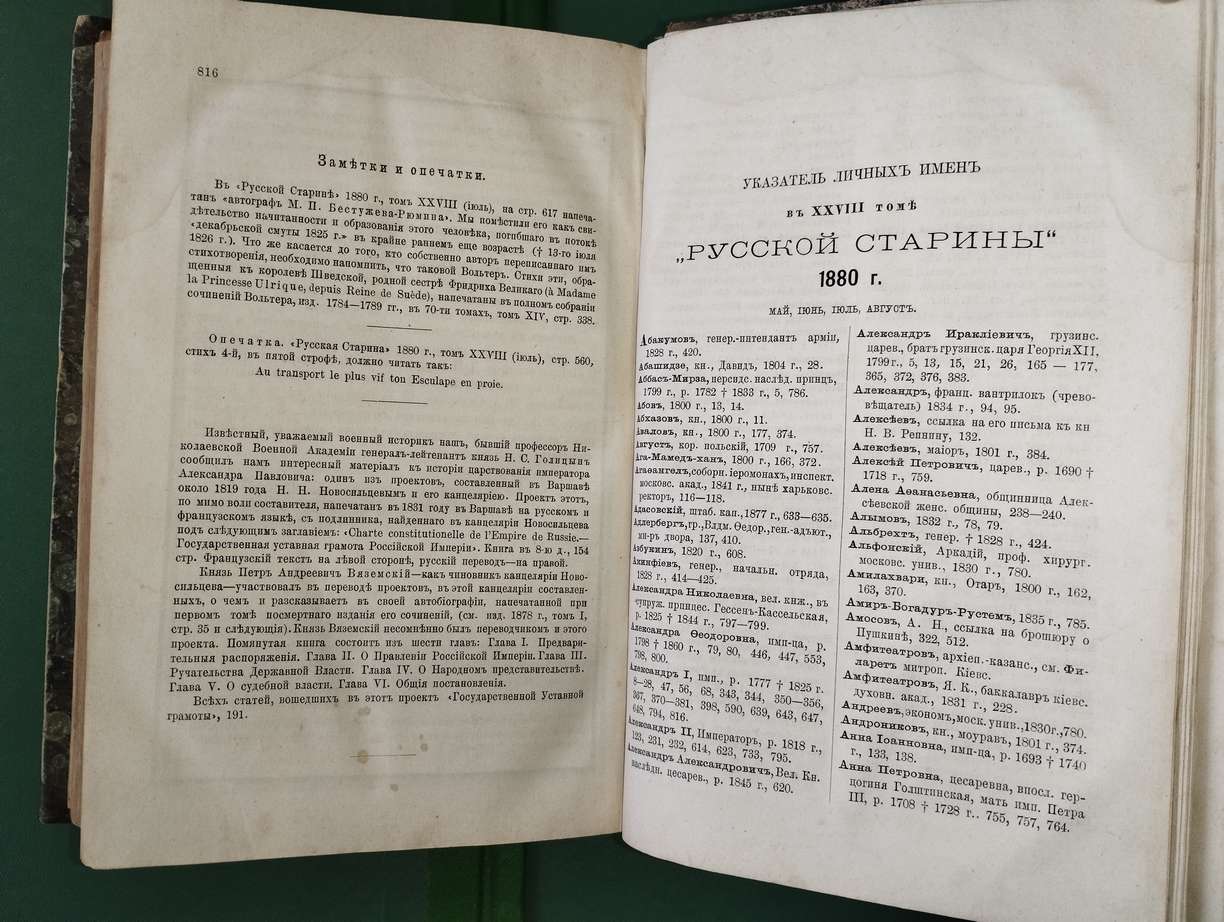 816
Замѣтки и опечатки.
Въ «Русской Старинѣ» 1880 г., томъ XXVIII (іюль), на стр. 617 напеча-
танъ «автографъ М. П. Бестужева-Рюмина». Мы помѣстили его какъ сви-
дѣтельство начитанности и образованія этого человѣка, погибшаго въ потокѣ
«декабрьской смуты 1825 г.» въ крайне раннемъ еще возрастѣ († 13-го іюля
1826 г.). Что же касается до того, кто собственно авторъ переписаннаго имъ
стихотворенія, необходимо напомнить, что таковой Вольтеръ. Стихи эти, обра-
щенныя къ королевѣ Шведской, родной сестрѣ Фридриха Великаго (à Madame
la Princesse Ulrique, depuis Reine de Suède), напечатаны въ полномъ собраніи
сочиненій Вольтера, изд. 1784—1789 гг., въ 70-ти томахъ, томъ XIV, стр. 338.
Опечатка. «Русская Старина» 1880 г., томъ XXVIII (іюль), стр. 560,
стихъ 4-й, въ пятой строфѣ, должно читать такъ:
Au transport le plus vif ton Esculape en proie.
Извѣстный, уважаемый военный историкъ нашъ, бывшій профессоръ Ни-
колаевской Военной Академіи генералъ-лейтенантъ князь Н. С. Голицынъ
сообщилъ намъ интересный матеріалъ къ исторіи царствованія императора
Александра Павловича: одинъ изъ проектовъ, составленный въ Варшавѣ
около 1819 года Н. Н. Новосильцевымъ и его канцеляріею. Проектъ этотъ,
по мимо воли составителя, напечатанъ въ 1831 году въ Варшавѣ на русскомъ и
французскомъ языкѣ, съ подлинника, найденнаго въ канцеляріи Новосильцева
подъ слѣдующимъ заглавіемъ: «Charte constitutionelle de l'Empire de Russie.—
Государственная уставная грамота Россійской Имперіи». Книга въ 8-ю д., 154
стр. Французскій текстъ на лѣвой сторонѣ, русскій переводъ—на правой.
Князь Петръ Андреевичъ Вяземскій—какъ чиновникъ канцеляріи Ново-
сильцева—участвовалъ въ переводѣ проектовъ, въ этой канцеляріи составлен-
ныхъ, о чемъ и разсказываетъ въ своей автобіографіи, напечатанной при
первомъ томѣ посмертнаго изданія его сочиненій, (см. изд. 1878 г., томъ I,
стр. 35 и слѣдующія). Князь Вяземскій несомнѣнно былъ переводчикомъ и этого
проекта. Помянутая книга состоитъ изъ шести главъ: Глава I. Предвари-
тельныя распоряженія. Глава II. О Правленіи Россійской Имперіи. Глава III.
Ручательства Державной Власти. Глава IV. О Народномъ представительствѣ.
Глава V. О судебной власти. Глава VI. Общія постановленія.
Всѣхъ статей, вошедшихъ въ этотъ проектъ «Государственной Уставной
грамоты», 191.
УКАЗАТЕЛЬ ЛИЧНЫХЪ ИМЕНЪ
въ XXVIII томѣ
„РУССКОЙ СТАРИНЫ“
1880 г.
МАЙ, ІЮНЬ, ІЮЛЬ, АВГУСТЪ.
Абакумовъ, генер.-интендантъ арміи,
1828 г., 420.
Абашидзе, кн., Давидъ, 1804 г., 28.
Аббасъ-Мирза, персидс. наслѣд. принцъ,
1799 г., р. 1782 † 1833 г., 5, 786.
Абовъ, 1800 г., 13, 14.
Абхазовъ, кн., 1800 г., 11.
Аваловъ, кн., 1800 г., 177, 374.
Августъ, кор. польскій, 1709 г., 757.
Ага-Мамедъ-ханъ, 1800 г., 166, 372.
Агаѳангелъ, соборн. іеромонахъ, инспект.
московс. акад., 1841 г., нынѣ харьковс.
ректоръ, 116—118.
Адасовскій, штаб. кап., 1877 г., 633—635.
Адлербергъ, гр., Влдм. Ѳедор., ген.-адъют.,
ми-ръ двора, 137, 410.
Азбукинъ, 1820 г., 608.
Акинфіевъ, генер., начальн. отряда,
1828 г., 414—425.
Александра Николаевна, вел. княж., въ
супруж. принцес. Гессенъ-Кассельская,
р. 1825 † 1844 г., 797—799.
Александра Ѳеодоровна, имп-ца, р.
1798 † 1860 г., 79, 80, 446, 447, 553,
798, 800.
Александръ I, имп., р. 1777 † 1825 г.
8—28, 47, 56, 68, 343, 344, 350—356,
367, 370—381, 398, 590, 639, 643, 647,
648, 794, 816.
Александръ II, Императоръ, р. 1818 г.,
123, 231, 232, 614, 623, 733, 795.
Александръ Александровичъ, Вел. Кн.
наслѣдн. цесарев., р. 1845 г., 620.
Александръ Иракліевичъ, грузинс.
царев., братъ грузинск. царя Георгія XII,
1799 г., 5, 13, 15, 21, 26, 165 — 177,
365, 372, 376, 383.
Александръ, франц. вантрилокъ (чрево-
вѣщатель) 1834 г., 94, 95.
Алексѣевъ, ссылка на его письма къ кн
Н. В. Репнину, 132.
Алексѣевъ, маіоръ, 1801 г., 384.
Алексѣй Петровичъ, царев., р. 1690 †
1718 г., 759.
Алена Аѳанасьевна, общинница Алек-
сѣевской женс. общины, 238—240.
Алымовъ, 1832 г., 78, 79.
Альбрехтъ, генер. † 1828 г., 424.
Альфонскій, Аркадій, проф. хирург.
московс. унив., 1830 г., 780.
Амилахвари, кн., Отаръ, 1800 г., 162,
163, 370.
Амиръ-Богадуръ-Рустемъ, 1835 г., 785.
Амосовъ, А. Н., ссылка на брошюру о
Пушкинѣ, 322, 512.
Амфитеатровъ, архіеп.-казанс., см. Фи-
ларетъ митроп. Кіевс.
Амфитеатровъ, Я. К., баккалавръ кіевс.
духовн. акад., 1831 г., 228.
Андреевъ, экономъ, моск. унив., 1830 г., 780.
Андрониковъ, кн., моуравъ, 1801 г., 374.
Анна Іоанновна, имп-ца, р. 1693 † 1740
г., 133, 138.
Анна Петровна, цесаревна, впосл. гер-
цогиня Голштинская, мать имп. Петра
III, р. 1708 † 1728 г.. 755, 757, 764.